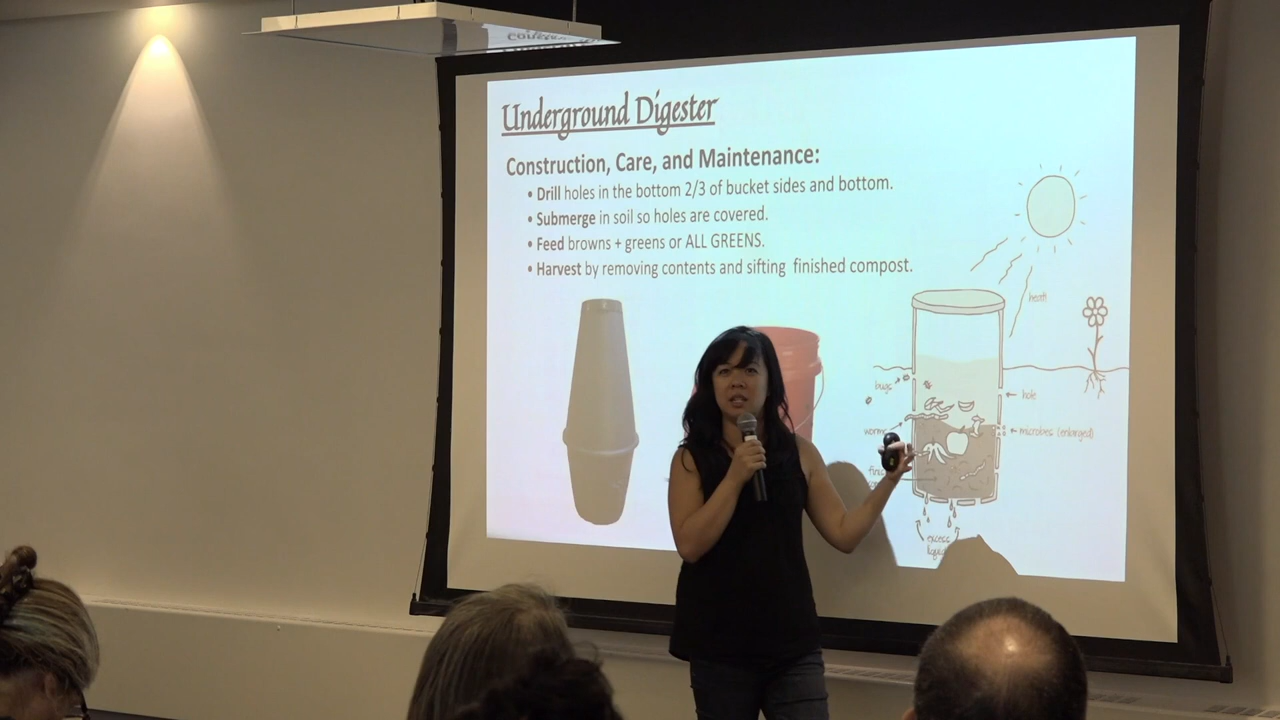 Underground Digester
Construction, Care, and Maintenance:
• Drill holes in the bottom 2/3 of bucket sides and bottom.
• Submerge in soil so holes are covered.
• Feed browns + greens or ALL GREENS.
• Harvest by removing contents and sifting finished compost.
heat
bugs
hole
worms
microbes (enlarged)
excess
liquid